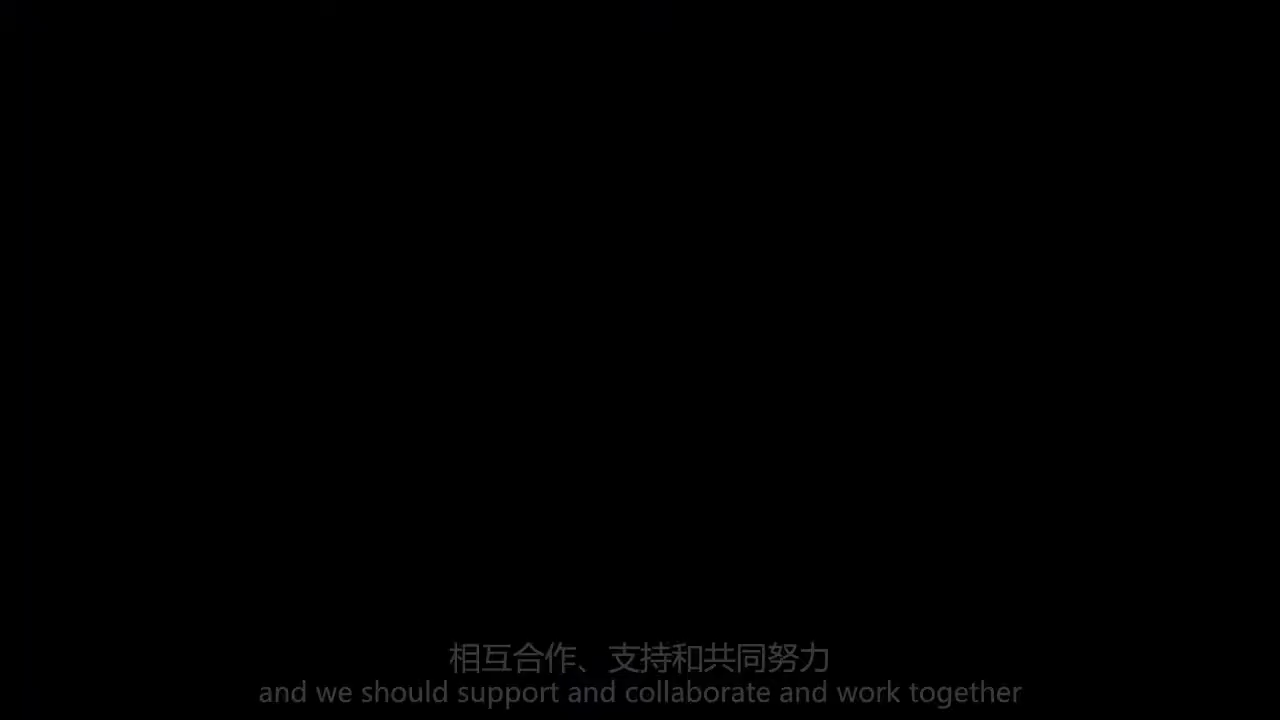 相互合作、支持和共同努力
and we should support and collaborate and work together